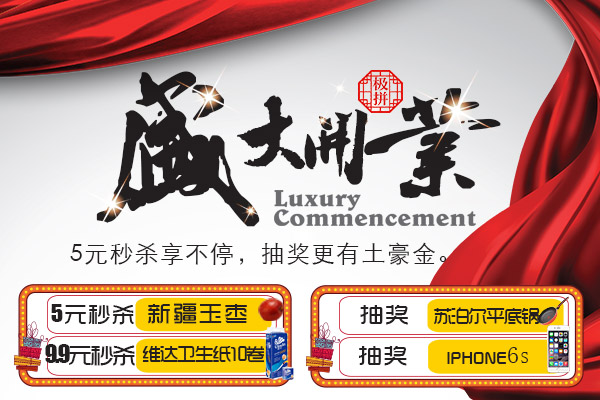 盛大開業
极拼
Luxury
Commencement
5元秒杀享不停，抽奖更有土豪金。
5元秒杀 新疆玉枣
9.9元秒杀 维达卫生纸10卷
抽奖 苏泊尔平底锅
抽奖 IPHONE6s